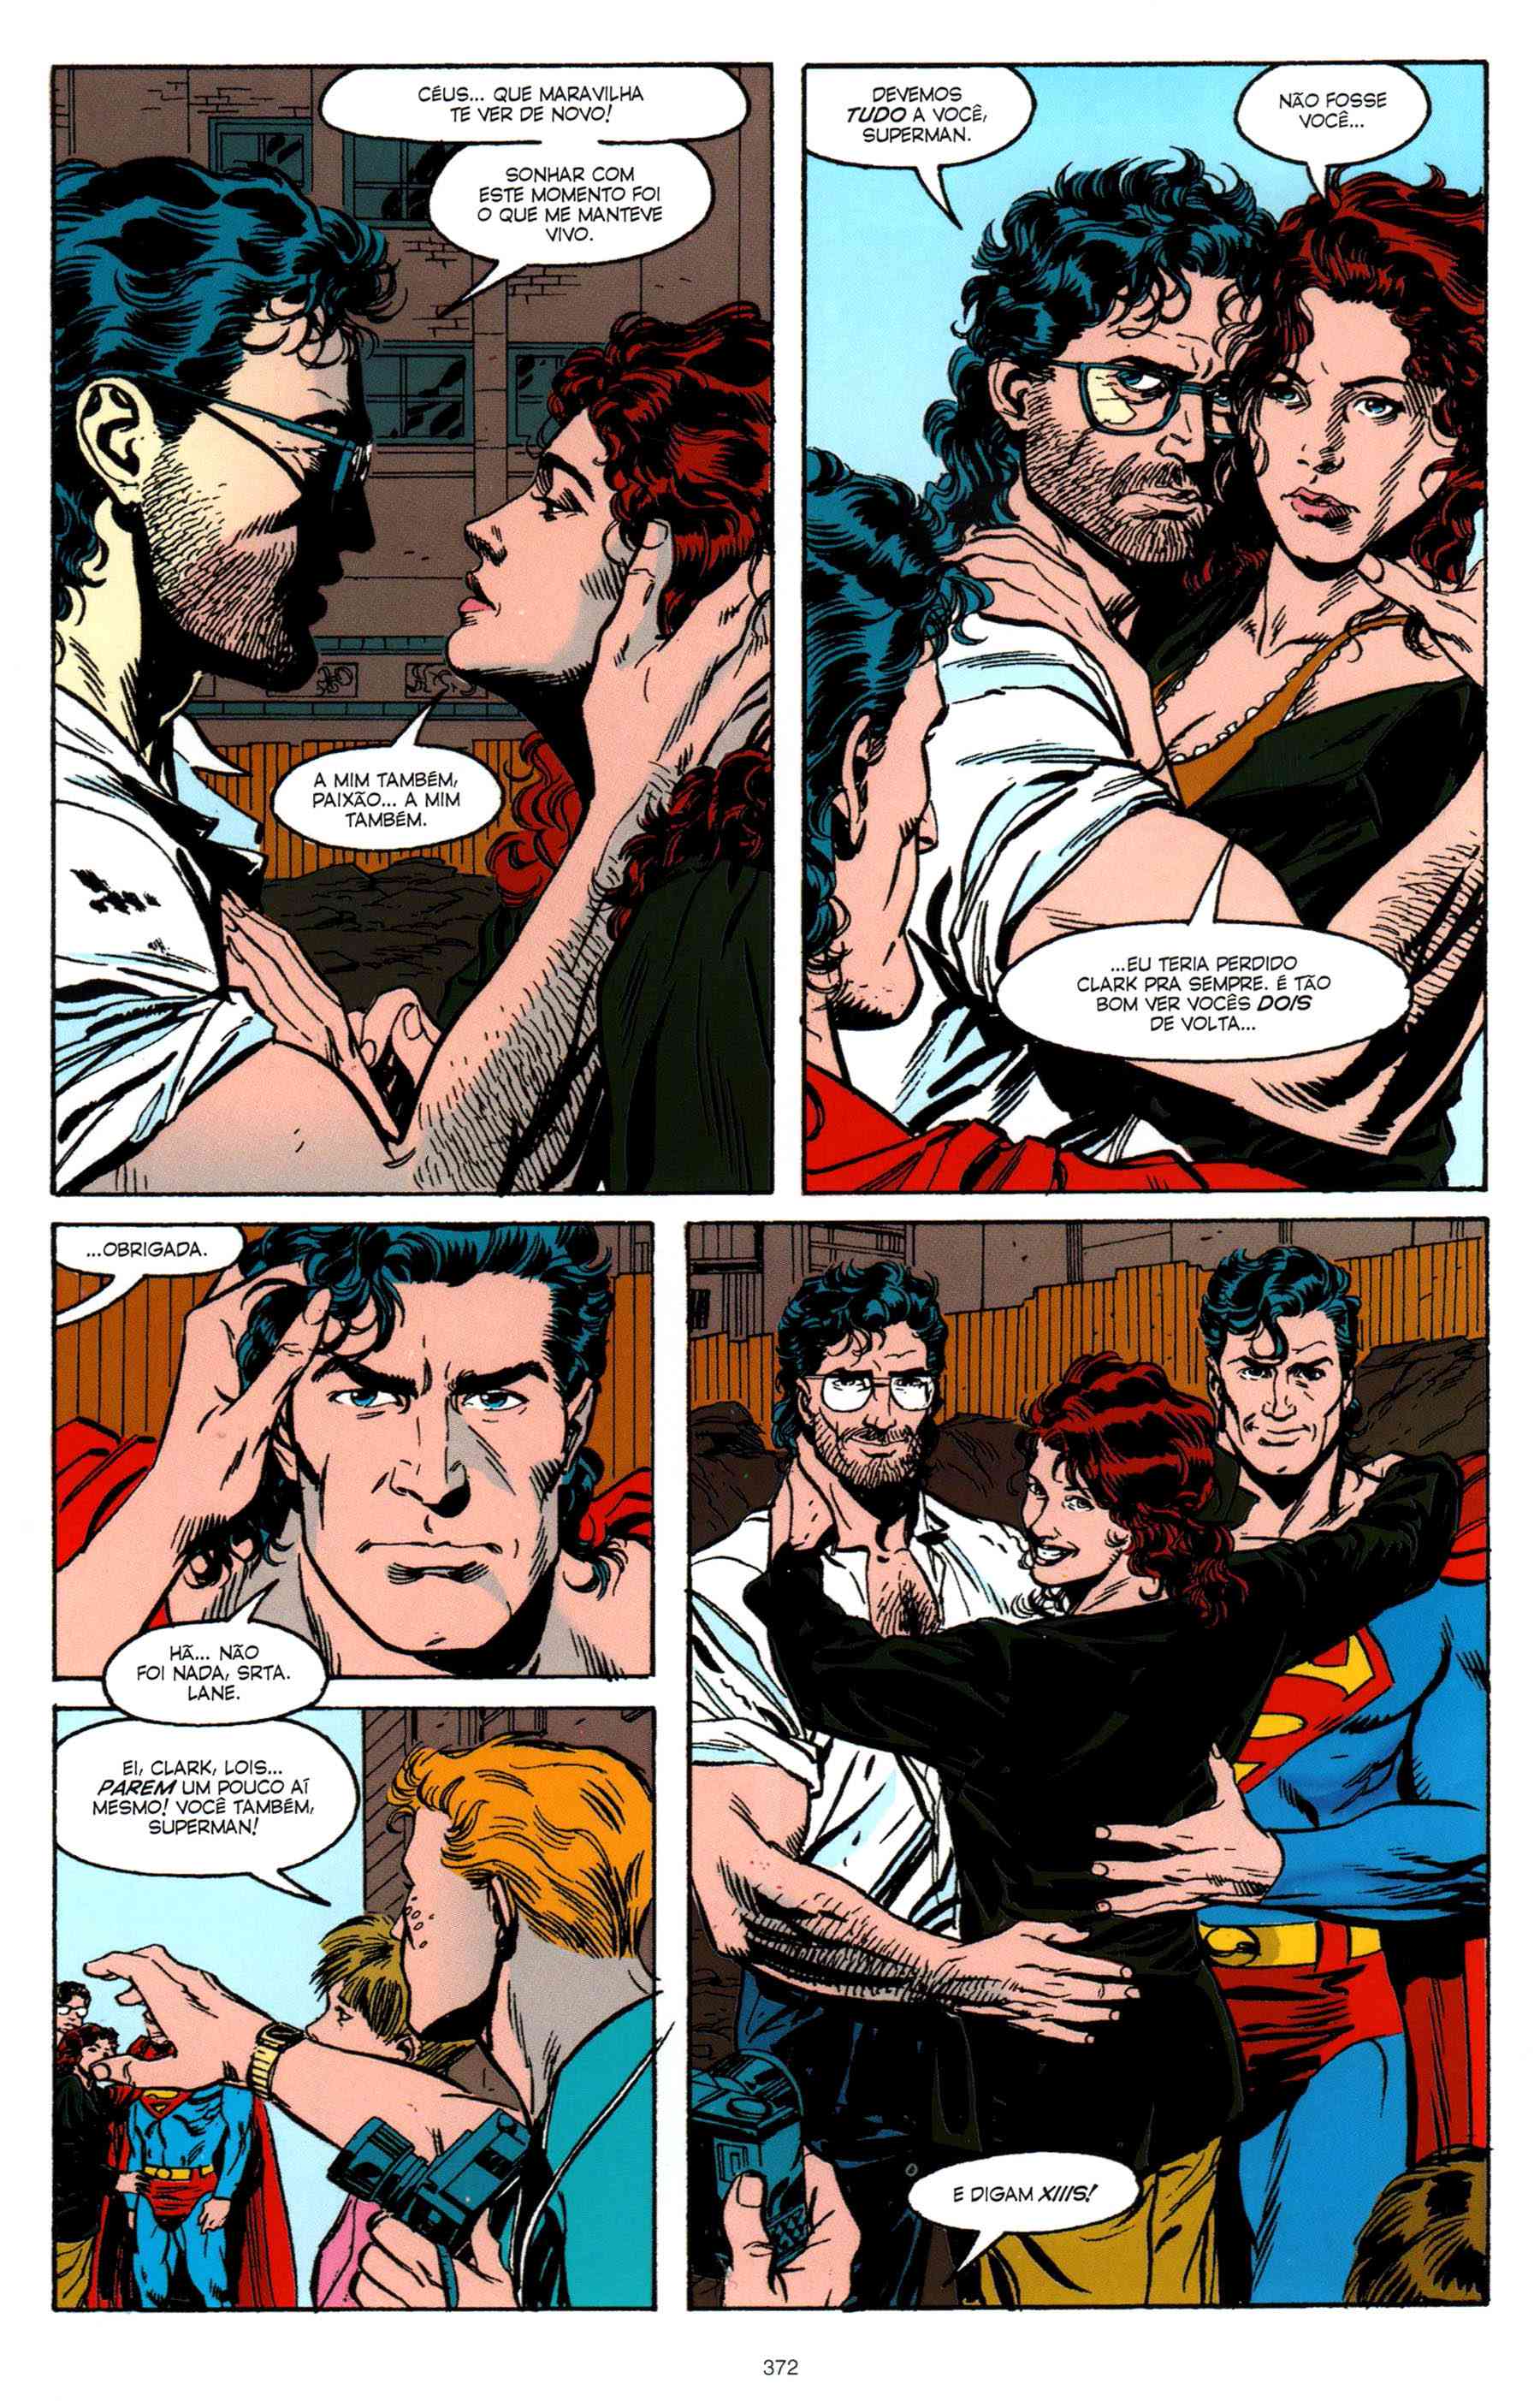 CÉUS... QUE MARAVILHA
TE VER DE NOVO!
SONHAR COM
ESTE MOMENTO FOI
O QUE ME MANTEVE
VIVO.
A MIM TAMBÉM,
PAIXÃO... A MIM
TAMBÉM.
DEVEMOS
TUDO A VOCÊ,
SUPERMAN.
NÃO FOSSE
VOCÊ...
...EU TERIA PERDIDO
CLARK PRA SEMPRE. É TÃO
BOM VER VOCÊS DOIS
DE VOLTA...
...OBRIGADA.
HÃ... NÃO
FOI NADA, SRTA.
LANE.
EI, CLARK, LOIS...
PAREM UM POUCO AÍ
MESMO! VOCÊ TAMBÉM,
SUPERMAN!
E DIGAM XIIIS!
372